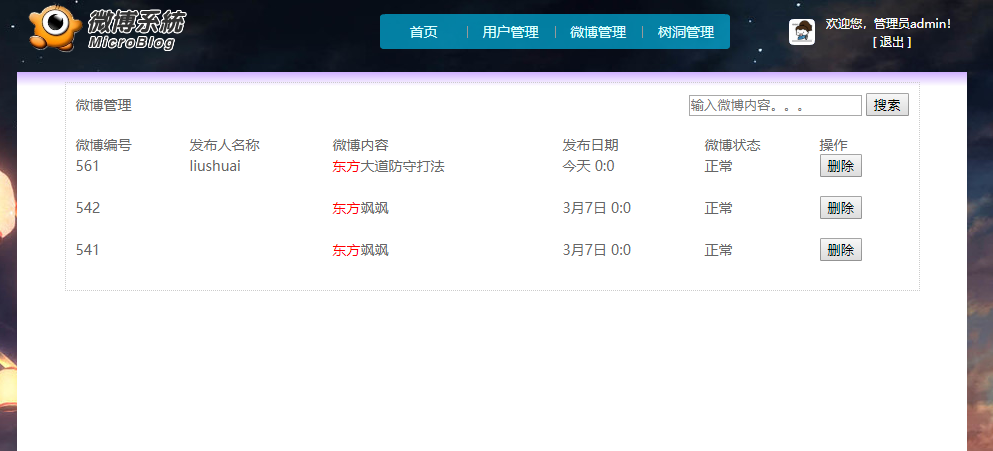 微博系统
MicroBlog
首页 用户管理 微博管理 树洞管理
欢迎您，管理员admin！
[ 退出 ]
微博管理 输入微博内容。。。 搜索
微博编号 发布人名称 微博内容 发布日期 微博状态 操作
561 liushuai 东方大道防守打法 今天 0:0 正常 删除
542 东方飒飒 3月7日 0:0 正常 删除
541 东方飒飒 3月7日 0:0 正常 删除